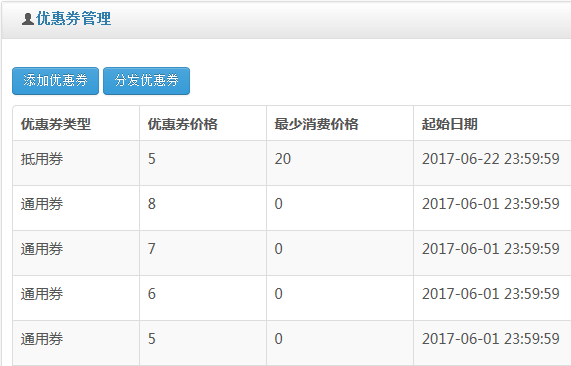 优惠券管理
添加优惠券 分发优惠券
优惠券类型 优惠券价格 最少消费价格 起始日期
抵用券 5 20 2017-06-22 23:59:59
通用券 8 0 2017-06-01 23:59:59
通用券 7 0 2017-06-01 23:59:59
通用券 6 0 2017-06-01 23:59:59
通用券 5 0 2017-06-01 23:59:59